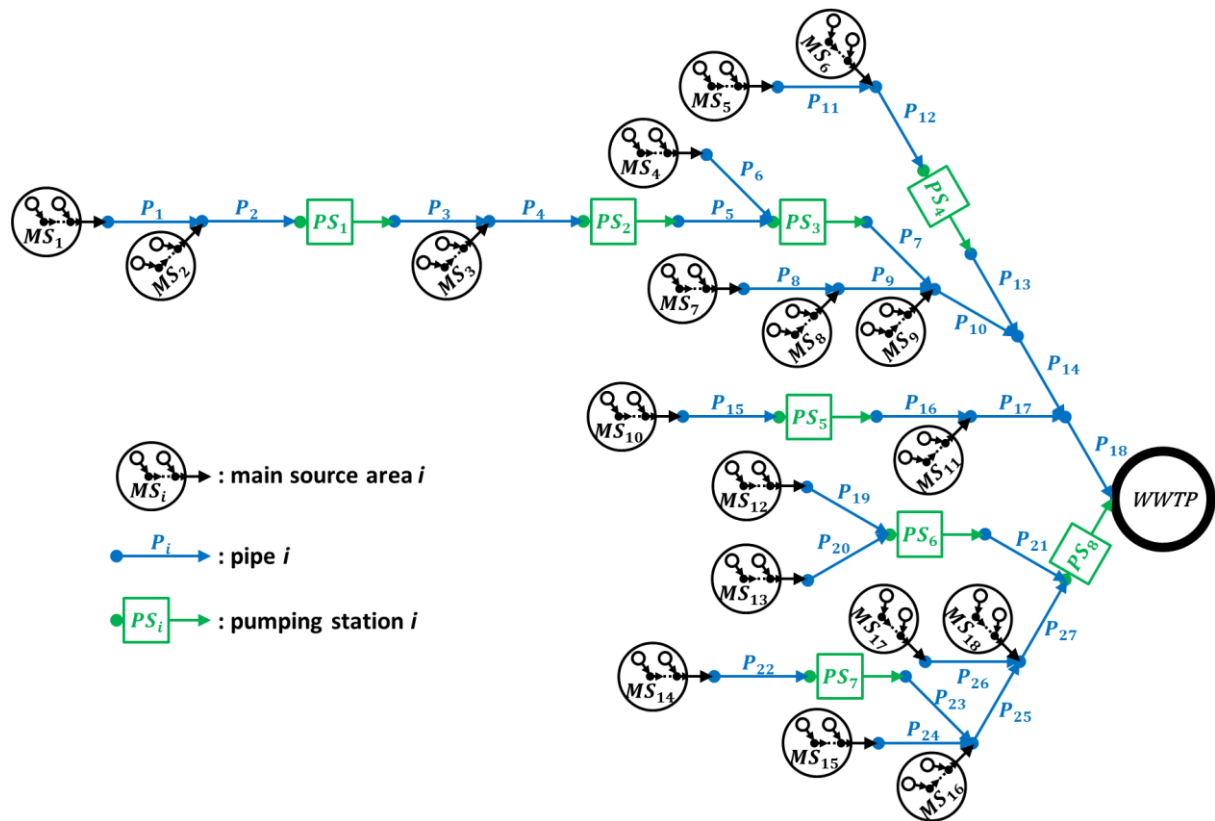 MS₆
MS₅
P₁₁
P₁₂
MS₄
P₆
PS₄
MS₁
P₁
P₂
PS₁
P₃
P₄
PS₂
P₅
PS₃
P₇
MS₂
MS₃
P₁₃
MS₇
P₈
P₉
MS₈
MS₉
P₁₀
P₁₄
MS₁₀
P₁₅
PS₅
P₁₆
P₁₇
MS₁₁
P₁₈
MSᵢ
: main source area i
MS₁₂
P₁₉
WWTP
Pᵢ
: pipe i
PS₆
P₂₀
P₂₁
PS₈
MS₁₃
PSᵢ
: pumping station i
MS₁₇
MS₁₈
P₂₇
MS₁₄
P₂₂
PS₇
P₂₆
P₂₃
P₂₅
MS₁₅
P₂₄
MS₁₆